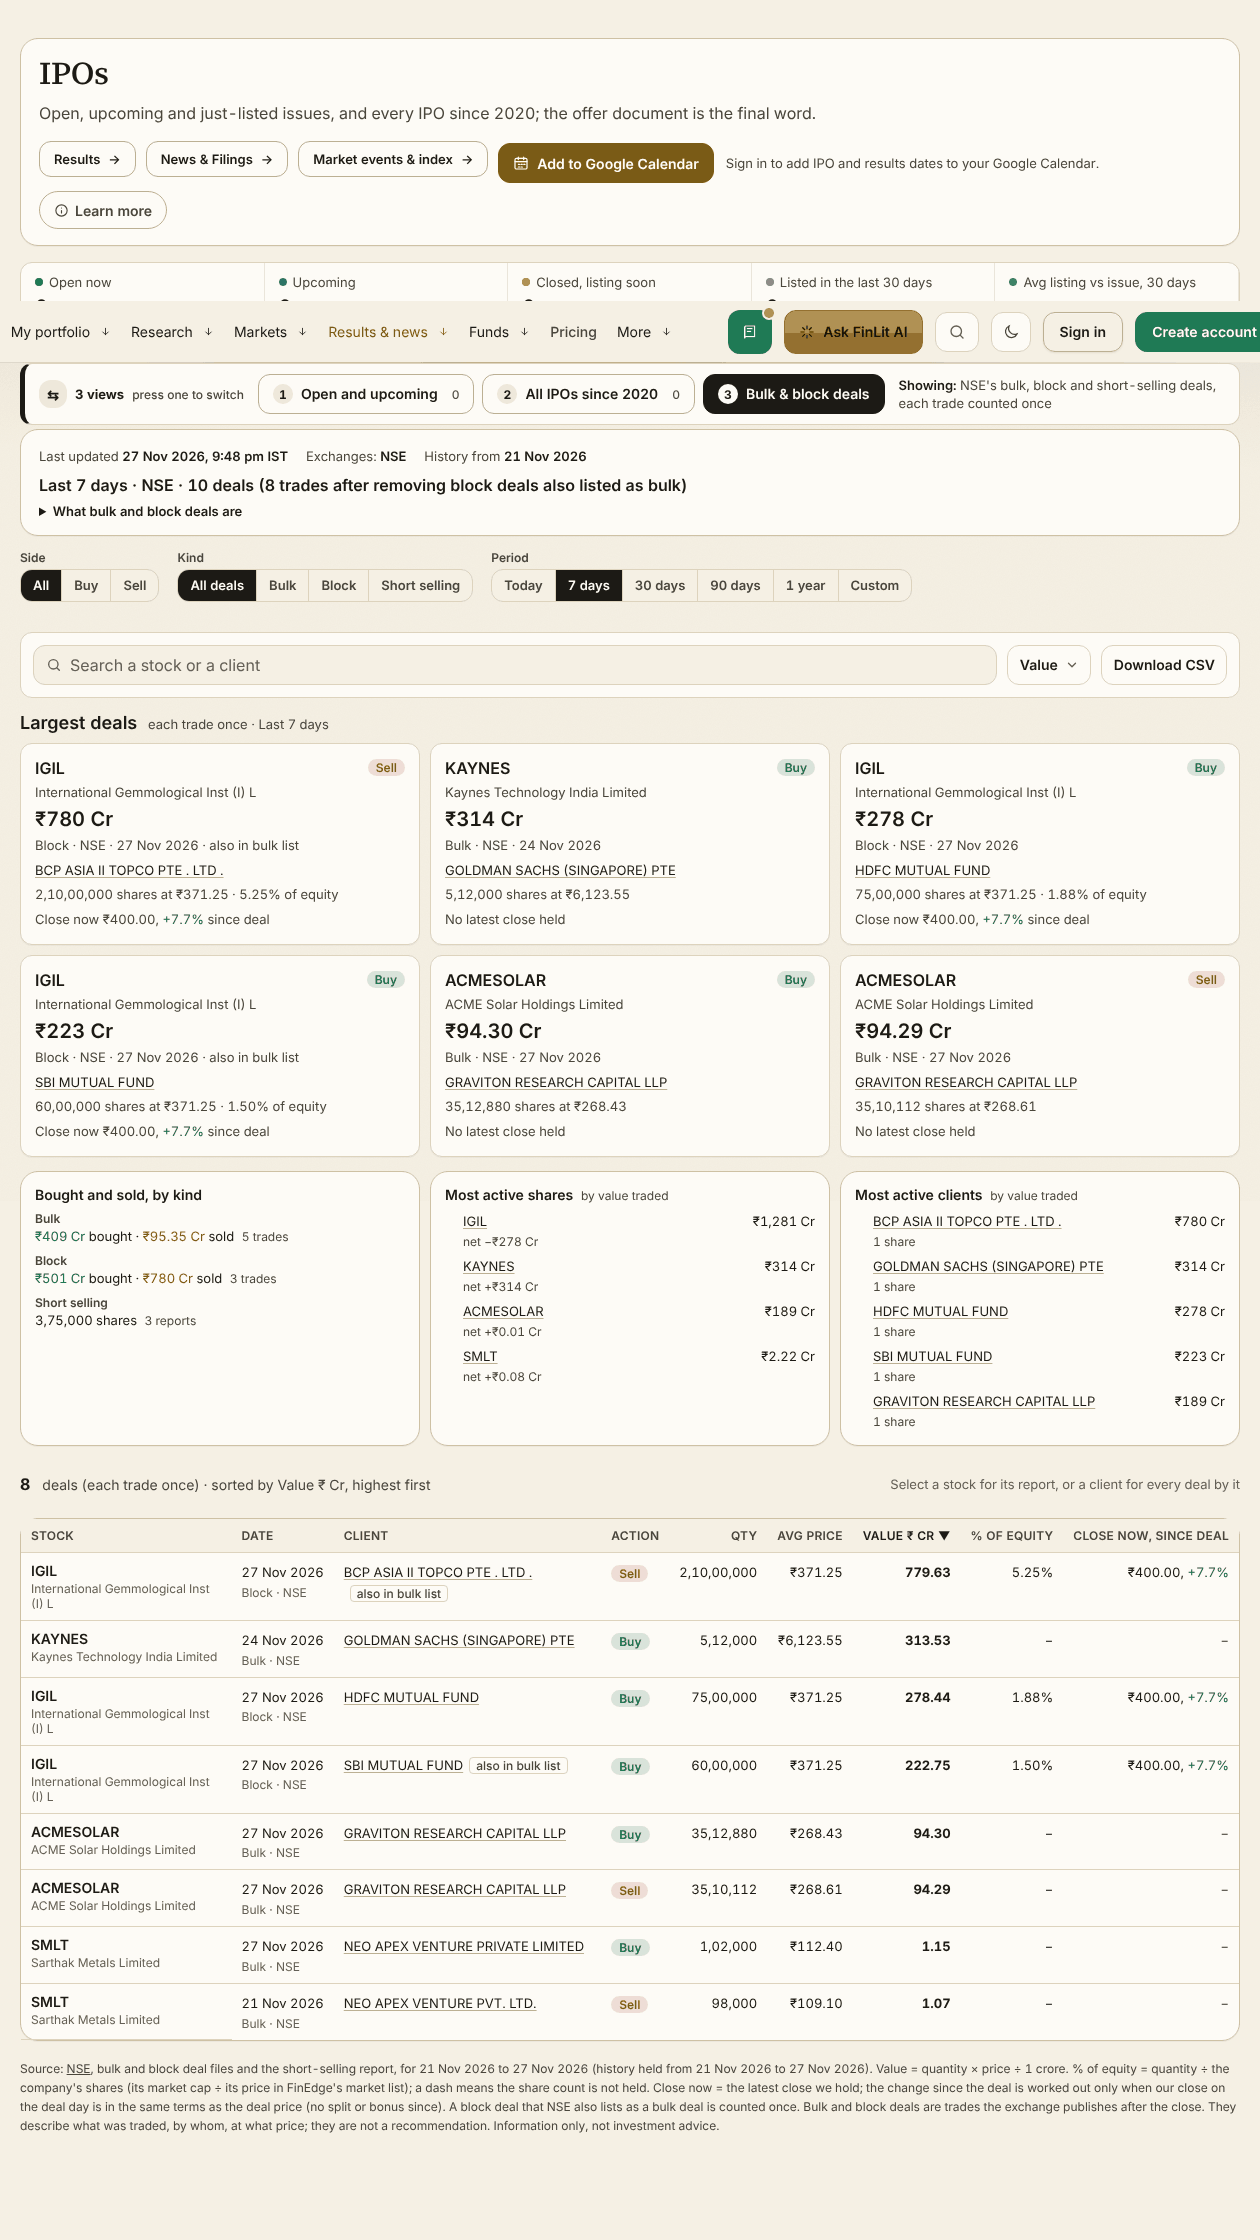 IPOs
Open, upcoming and just-listed issues, and every IPO since 2020; the offer document is the final word.
Results →
News & Filings →
Market events & index →
Add to Google Calendar
Sign in to add IPO and results dates to your Google Calendar.
Learn more
Open now
Upcoming
Closed, listing soon
Listed in the last 30 days
Avg listing vs issue, 30 days
My portfolio ↓
Research ↓
Markets ↓
Results & news ↓
Funds ↓
Pricing
More ↓
Ask FinLit AI
Sign in
Create account
3 views press one to switch
1 Open and upcoming 0
2 All IPOs since 2020 0
3 Bulk & block deals
Showing: NSE's bulk, block and short-selling deals,
each trade counted once
Last updated 27 Nov 2026, 9:48 pm IST Exchanges: NSE History from 21 Nov 2026
Last 7 days · NSE · 10 deals (8 trades after removing block deals also listed as bulk)
▶ What bulk and block deals are
Side
All Buy Sell
Kind
All deals Bulk Block Short selling
Period
Today 7 days 30 days 90 days 1 year Custom
Search a stock or a client
Value
Download CSV
Largest deals each trade once · Last 7 days
IGIL Sell
International Gemmological Inst (I) L
₹780 Cr
Block · NSE · 27 Nov 2026 · also in bulk list
BCP ASIA II TOPCO PTE . LTD .
2,10,00,000 shares at ₹371.25 · 5.25% of equity
Close now ₹400.00, +7.7% since deal
KAYNES Buy
Kaynes Technology India Limited
₹314 Cr
Bulk · NSE · 24 Nov 2026
GOLDMAN SACHS (SINGAPORE) PTE
5,12,000 shares at ₹6,123.55
No latest close held
IGIL Buy
International Gemmological Inst (I) L
₹278 Cr
Block · NSE · 27 Nov 2026
HDFC MUTUAL FUND
75,00,000 shares at ₹371.25 · 1.88% of equity
Close now ₹400.00, +7.7% since deal
IGIL Buy
International Gemmological Inst (I) L
₹223 Cr
Block · NSE · 27 Nov 2026 · also in bulk list
SBI MUTUAL FUND
60,00,000 shares at ₹371.25 · 1.50% of equity
Close now ₹400.00, +7.7% since deal
ACMESOLAR Buy
ACME Solar Holdings Limited
₹94.30 Cr
Bulk · NSE · 27 Nov 2026
GRAVITON RESEARCH CAPITAL LLP
35,12,880 shares at ₹268.43
No latest close held
ACMESOLAR Sell
ACME Solar Holdings Limited
₹94.29 Cr
Bulk · NSE · 27 Nov 2026
GRAVITON RESEARCH CAPITAL LLP
35,10,112 shares at ₹268.61
No latest close held
Bought and sold, by kind
Bulk
₹409 Cr bought · ₹95.35 Cr sold 5 trades
Block
₹501 Cr bought · ₹780 Cr sold 3 trades
Short selling
3,75,000 shares 3 reports
Most active shares by value traded
IGIL ₹1,281 Cr
net −₹278 Cr
KAYNES ₹314 Cr
net +₹314 Cr
ACMESOLAR ₹189 Cr
net +₹0.01 Cr
SMLT ₹2.22 Cr
net +₹0.08 Cr
Most active clients by value traded
BCP ASIA II TOPCO PTE . LTD . ₹780 Cr
1 share
GOLDMAN SACHS (SINGAPORE) PTE ₹314 Cr
1 share
HDFC MUTUAL FUND ₹278 Cr
1 share
SBI MUTUAL FUND ₹223 Cr
1 share
GRAVITON RESEARCH CAPITAL LLP ₹189 Cr
1 share
8 deals (each trade once) · sorted by Value ₹ Cr, highest first
Select a stock for its report, or a client for every deal by it
STOCK DATE CLIENT ACTION QTY AVG PRICE VALUE ₹ CR ▼ % OF EQUITY CLOSE NOW, SINCE DEAL
IGIL 27 Nov 2026 BCP ASIA II TOPCO PTE . LTD . Sell 2,10,00,000 ₹371.25 779.63 5.25% ₹400.00, +7.7%
International Gemmological Inst Block · NSE also in bulk list
(I) L
KAYNES 24 Nov 2026 GOLDMAN SACHS (SINGAPORE) PTE Buy 5,12,000 ₹6,123.55 313.53 – –
Kaynes Technology India Limited Bulk · NSE
IGIL 27 Nov 2026 HDFC MUTUAL FUND Buy 75,00,000 ₹371.25 278.44 1.88% ₹400.00, +7.7%
International Gemmological Inst Block · NSE
(I) L
IGIL 27 Nov 2026 SBI MUTUAL FUND also in bulk list Buy 60,00,000 ₹371.25 222.75 1.50% ₹400.00, +7.7%
International Gemmological Inst Block · NSE
(I) L
ACMESOLAR 27 Nov 2026 GRAVITON RESEARCH CAPITAL LLP Buy 35,12,880 ₹268.43 94.30 – –
ACME Solar Holdings Limited Bulk · NSE
ACMESOLAR 27 Nov 2026 GRAVITON RESEARCH CAPITAL LLP Sell 35,10,112 ₹268.61 94.29 – –
ACME Solar Holdings Limited Bulk · NSE
SMLT 27 Nov 2026 NEO APEX VENTURE PRIVATE LIMITED Buy 1,02,000 ₹112.40 1.15 – –
Sarthak Metals Limited Bulk · NSE
SMLT 21 Nov 2026 NEO APEX VENTURE PVT. LTD. Sell 98,000 ₹109.10 1.07 – –
Sarthak Metals Limited Bulk · NSE
Source: NSE, bulk and block deal files and the short-selling report, for 21 Nov 2026 to 27 Nov 2026 (history held from 21 Nov 2026 to 27 Nov 2026). Value = quantity × price ÷ 1 crore. % of equity = quantity ÷ the
company's shares (its market cap ÷ its price in FinEdge's market list); a dash means the share count is not held. Close now = the latest close we hold; the change since the deal is worked out only when our close on
the deal day is in the same terms as the deal price (no split or bonus since). A block deal that NSE also lists as a bulk deal is counted once. Bulk and block deals are trades the exchange publishes after the close. They
describe what was traded, by whom, at what price; they are not a recommendation. Information only, not investment advice.